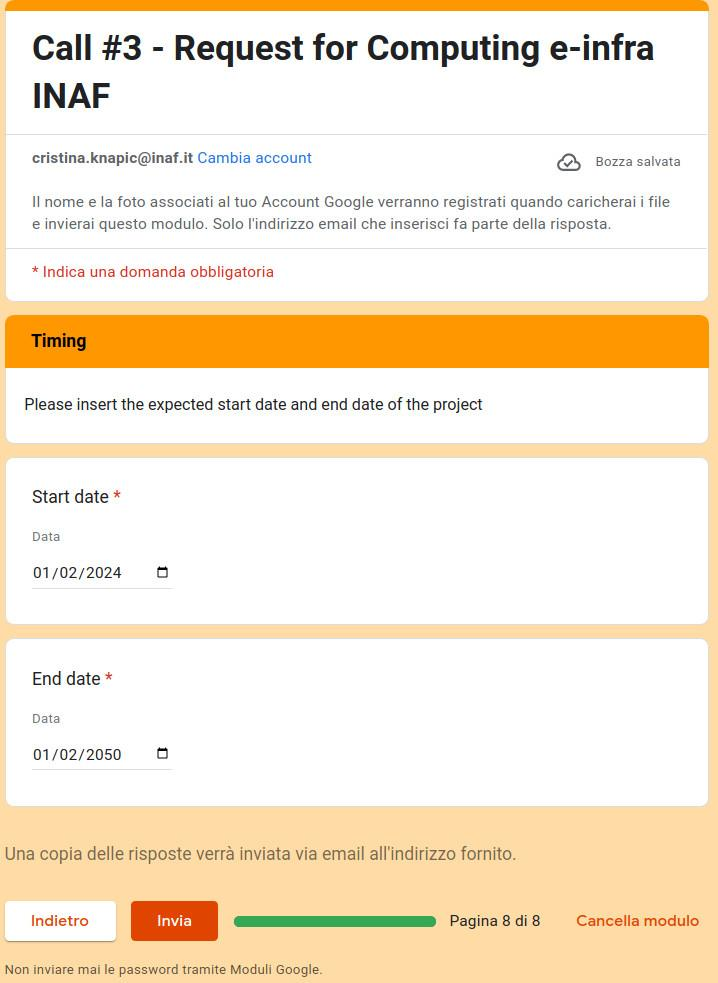 Call #3 - Request for Computing e-infra
INAF
cristina.knapic@inaf.it Cambia account
Bozza salvata
Il nome e la foto associati al tuo Account Google verranno registrati quando caricherai i file
e invierai questo modulo. Solo l'indirizzo email che inserisci fa parte della risposta.
* Indica una domanda obbligatoria
Timing
Please insert the expected start date and end date of the project
Start date *
Data
01/02/2024
End date *
Data
01/02/2050
Una copia delle risposte verrà inviata via email all'indirizzo fornito.
Indietro
Invia
Pagina 8 di 8
Cancella modulo
Non inviare mai le password tramite Moduli Google.